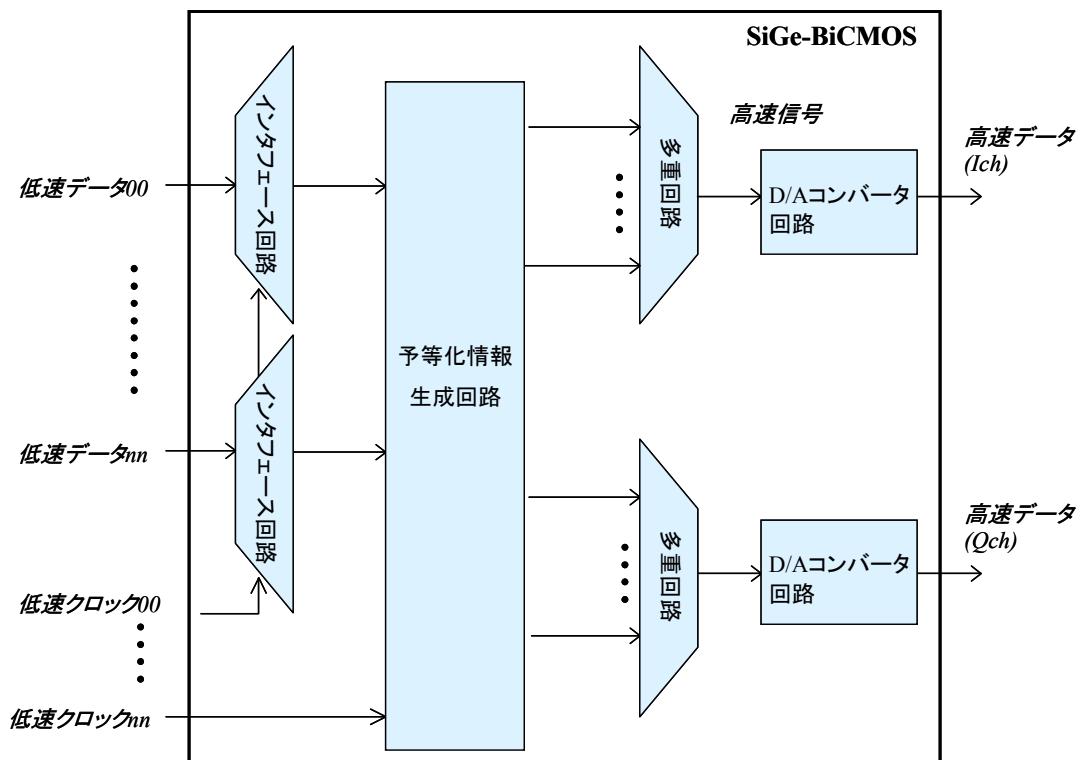 SiGe-BiCMOS
インタフェース回路
低速データ00
インタフェース回路
低速データnn
低速クロック00
低速クロックnn
予等化情報
生成回路
多重回路
高速信号
D/Aコンバータ
回路
高速データ
(Ich)
多重回路
D/Aコンバータ
回路
高速データ
(Qch)